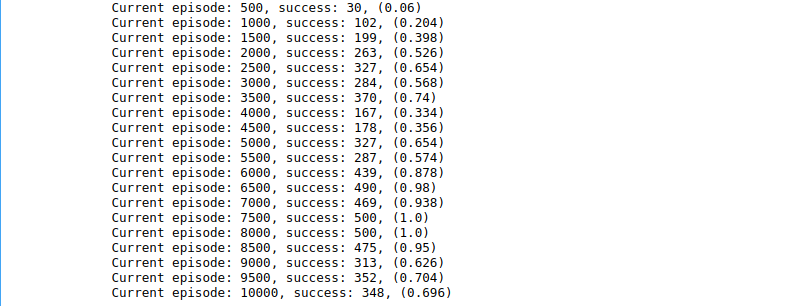 Current episode: 500, success: 30, (0.06)
Current episode: 1000, success: 102, (0.204)
Current episode: 1500, success: 199, (0.398)
Current episode: 2000, success: 263, (0.526)
Current episode: 2500, success: 327, (0.654)
Current episode: 3000, success: 284, (0.568)
Current episode: 3500, success: 370, (0.74)
Current episode: 4000, success: 167, (0.334)
Current episode: 4500, success: 178, (0.356)
Current episode: 5000, success: 327, (0.654)
Current episode: 5500, success: 287, (0.574)
Current episode: 6000, success: 439, (0.878)
Current episode: 6500, success: 490, (0.98)
Current episode: 7000, success: 469, (0.938)
Current episode: 7500, success: 500, (1.0)
Current episode: 8000, success: 500, (1.0)
Current episode: 8500, success: 475, (0.95)
Current episode: 9000, success: 313, (0.626)
Current episode: 9500, success: 352, (0.704)
Current episode: 10000, success: 348, (0.696)